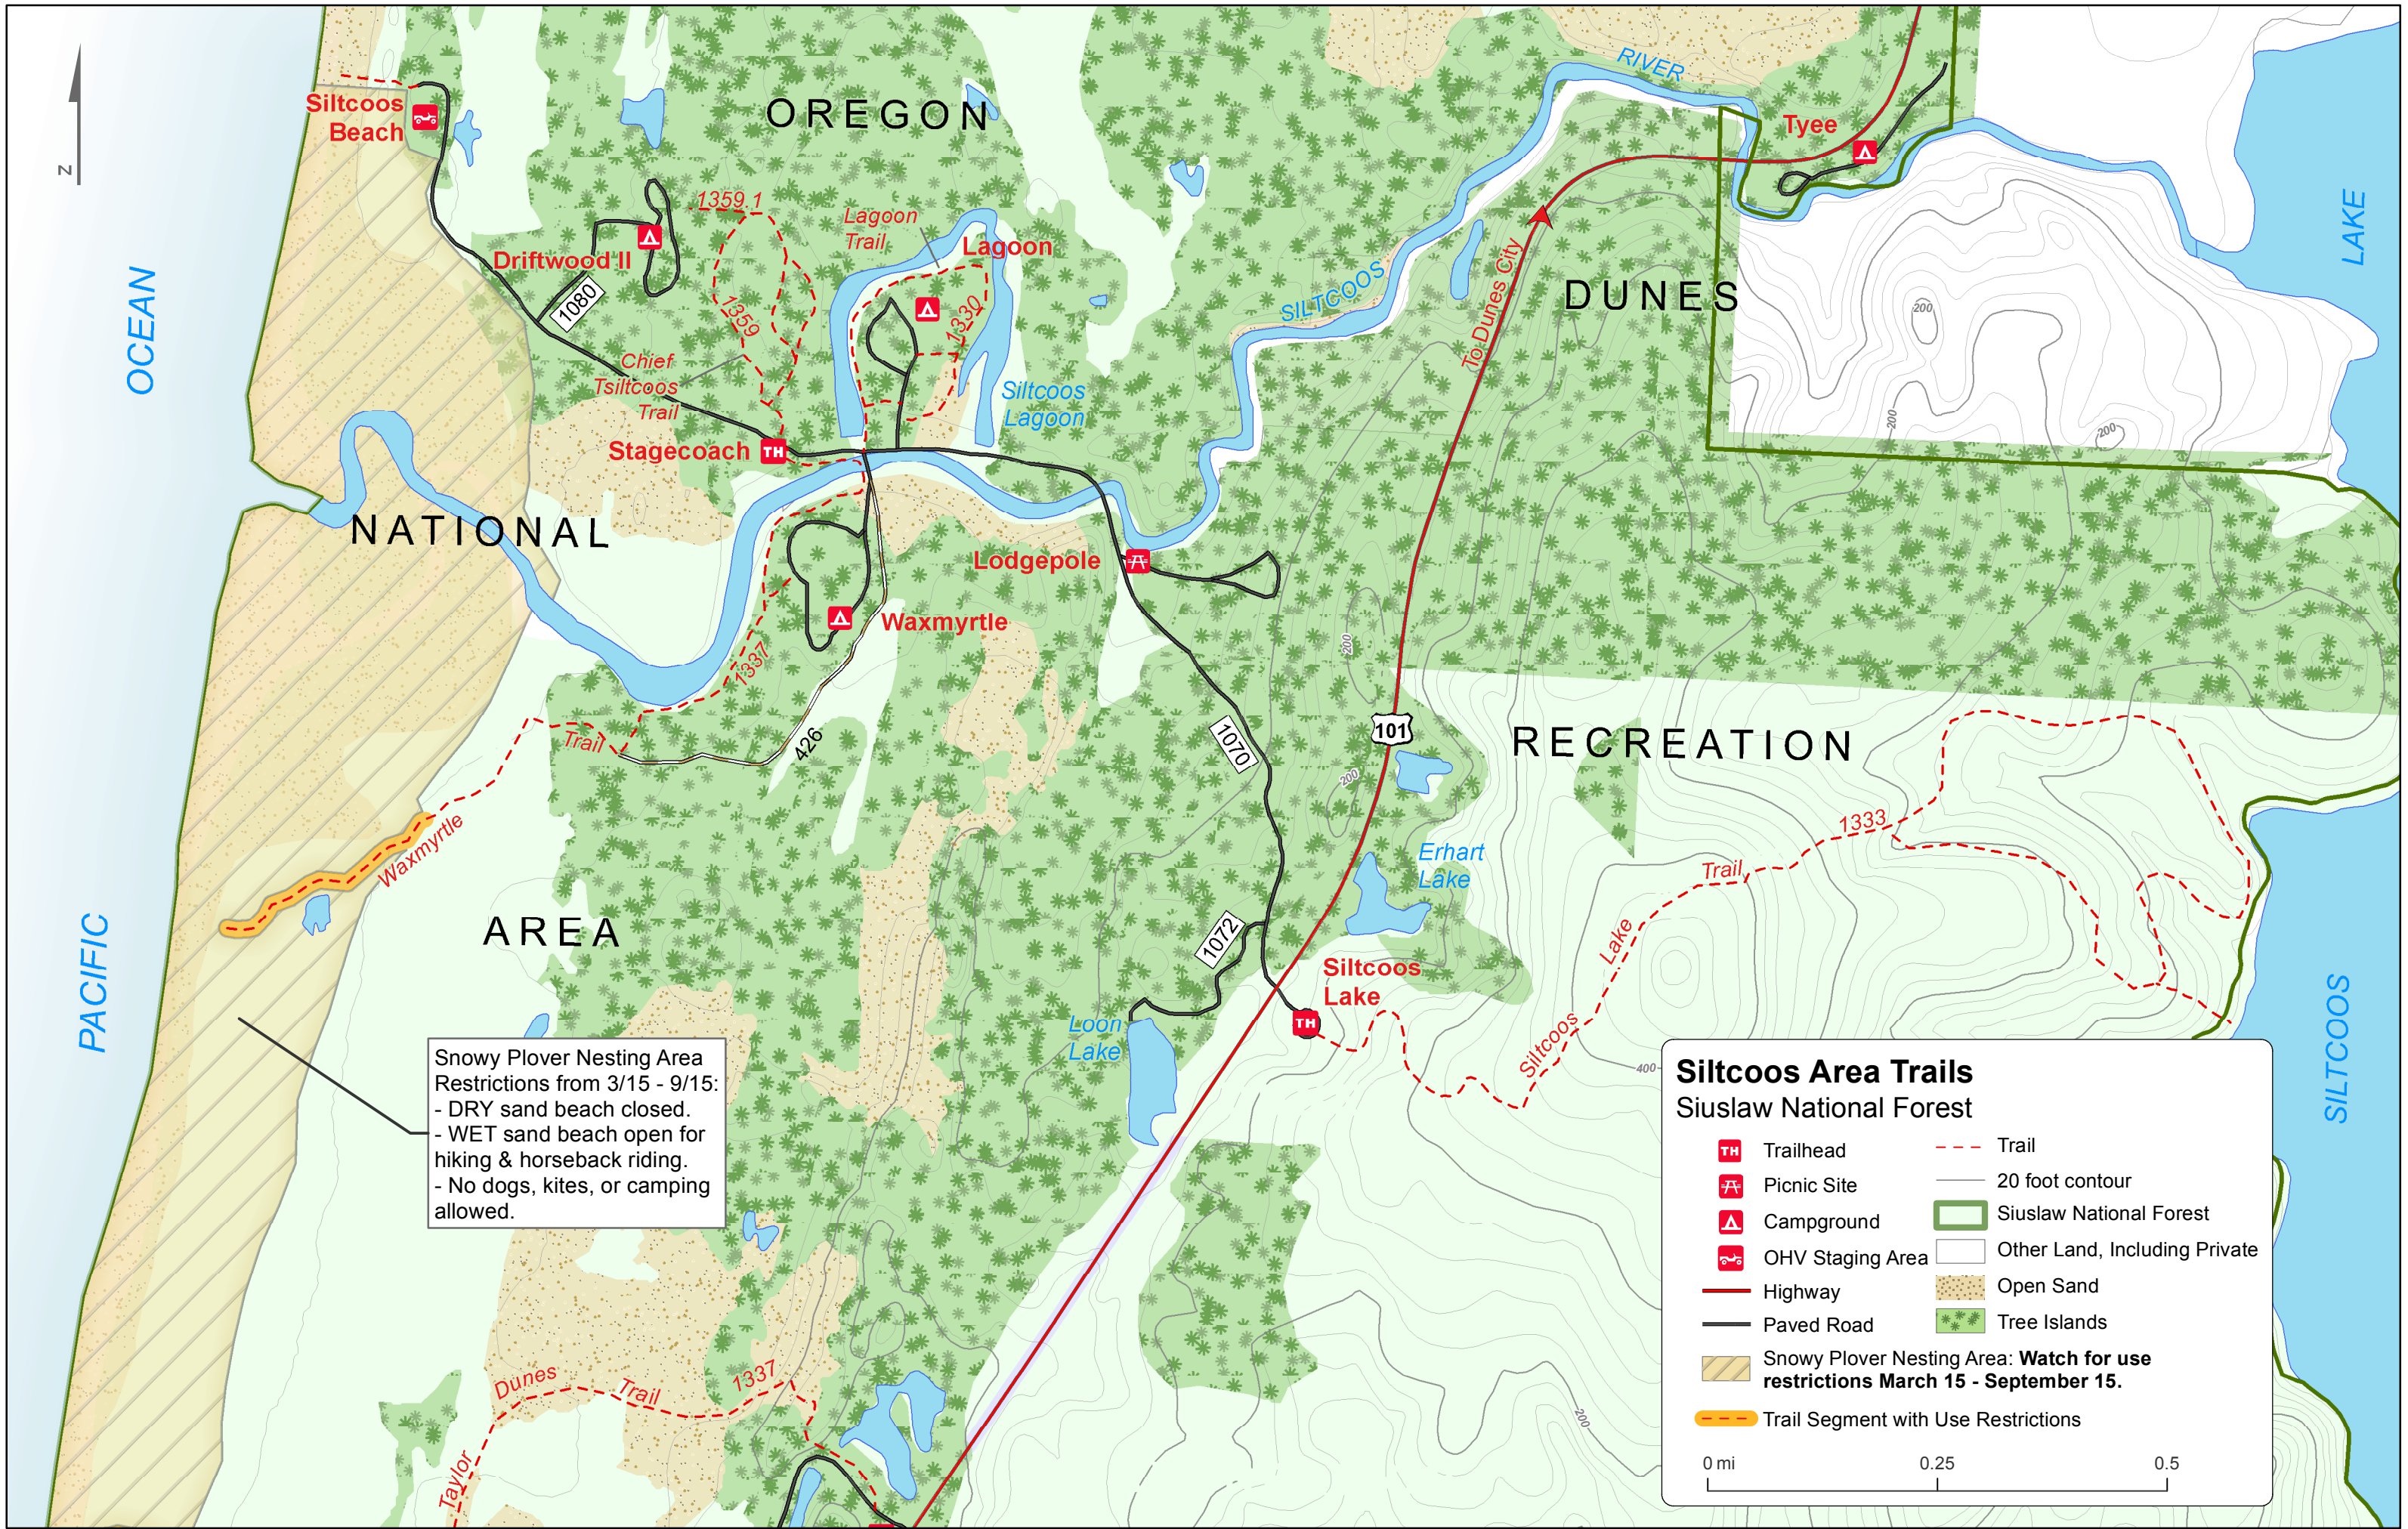 RIVER
Siltcoos
Beach
OREGON
Tyee
N
1359.1
Lagoon
Trail
Lagoon
LAKE
Driftwood II
1080
1359
1330
SILTCOOS
To Dunes City
DUNES
200
OCEAN
Chief
Tsiltcoos
Trail
Siltcoos
Lagoon
200
200
Stagecoach
TH
NATIONAL
Lodgepole
Waxmyrtle
200
1337
Trail
426
1070
101
RECREATION
200
1333
Waxmyrtle
Erhart
Lake
Trail
AREA
1072
Lake
PACIFIC
Siltcoos
Lake
TH
Loon
Lake
Siltcoos
400
SILTCOOS
Snowy Plover Nesting Area
Restrictions from 3/15 - 9/15:
- DRY sand beach closed.
- WET sand beach open for
hiking & horseback riding.
- No dogs, kites, or camping
allowed.
Dunes
Trail
1337
Taylor
200
Siltcoos Area Trails
Siuslaw National Forest
TH
Trailhead
Picnic Site
Campground
OHV Staging Area
Highway
Paved Road
Trail
20 foot contour
Siuslaw National Forest
Other Land, Including Private
Open Sand
Tree Islands
Snowy Plover Nesting Area: Watch for use
restrictions March 15 - September 15.
Trail Segment with Use Restrictions
0 mi
0.25
0.5